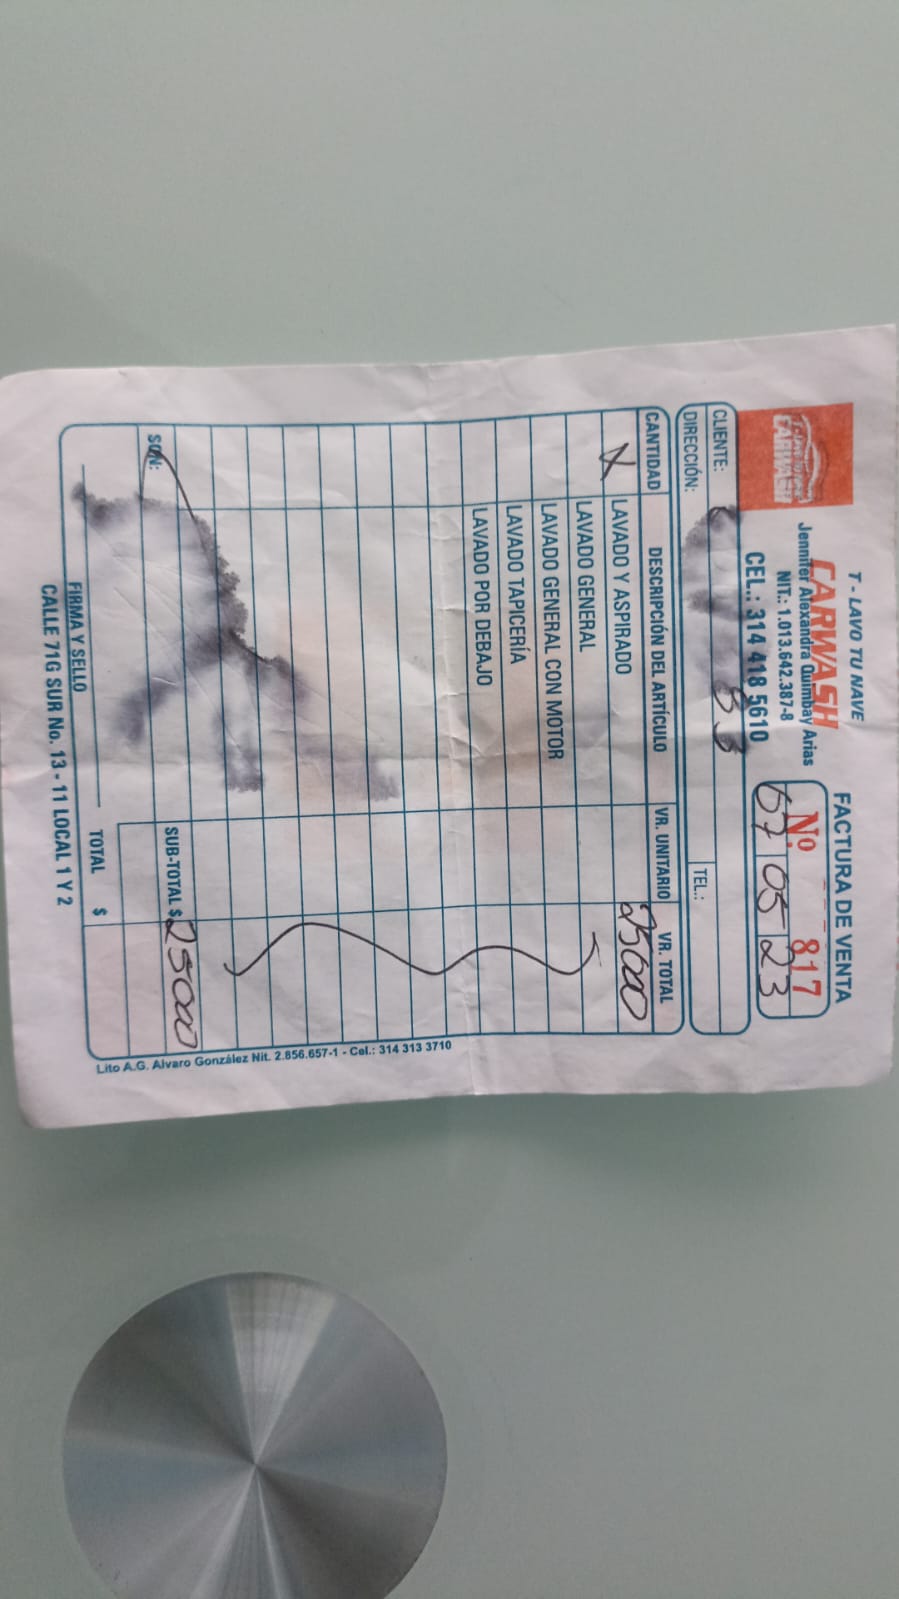 T - LAVO TU NAVE
CARWASH
Jennifer Alexandra Quimbay Arias
NIT.: 1.013.642.387-8
CEL.: 314 418 5610
FACTURA DE VENTA
No 817
05 23
CLIENTE: 83
DIRECCIÓN: TEL.:
CANTIDAD DESCRIPCIÓN DEL ARTÍCULO VR. UNITARIO VR. TOTAL
X LAVADO Y ASPIRADO 25000
LAVADO GENERAL
LAVADO GENERAL CON MOTOR
LAVADO TAPICERÍA
LAVADO POR DEBAJO
SON: SUB-TOTAL $ 25000
TOTAL $
FIRMA Y SELLO
CALLE 71G SUR No. 13 - 11 LOCAL 1 Y 2
Lito A.G. Alvaro González Nit. 2.856.657-1 - Cel.: 314 313 3710